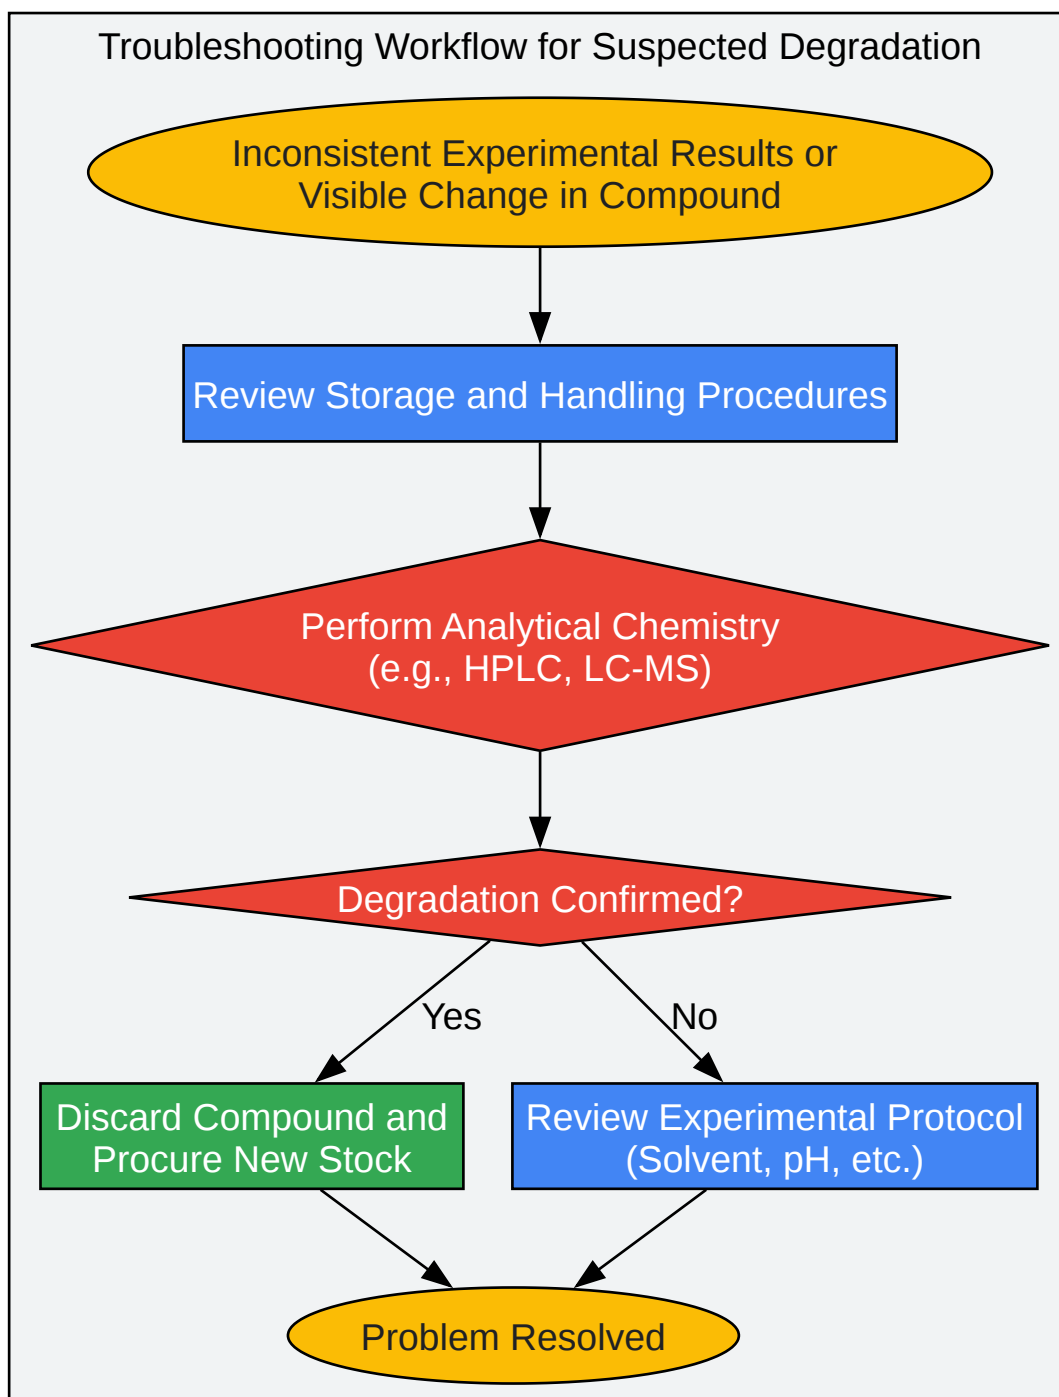 Troubleshooting Workflow for Suspected Degradation
Inconsistent Experimental Results or
Visible Change in Compound
Review Storage and Handling Procedures
Perform Analytical Chemistry
(e.g., HPLC, LC-MS)
Degradation Confirmed?
Yes
No
Discard Compound and
Procure New Stock
Review Experimental Protocol
(Solvent, pH, etc.)
Problem Resolved